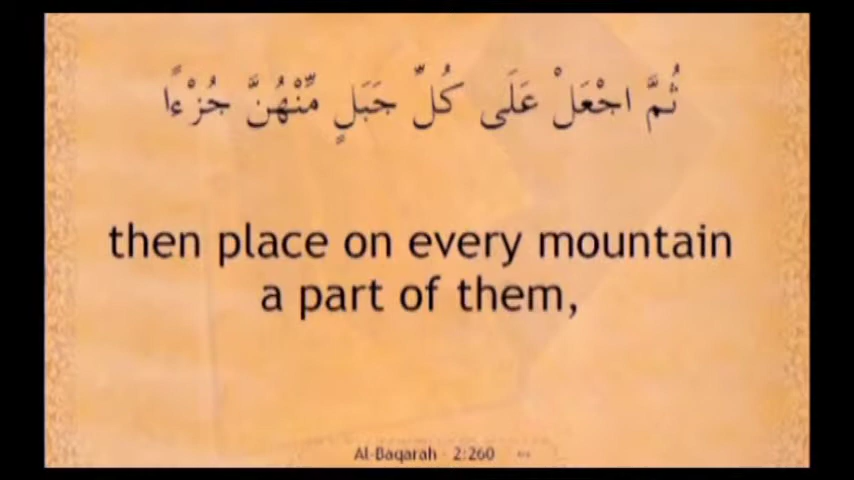 ثُمَّ اجْعَلْ عَلَى كُلِّ جَبَلٍ مِّنْهُنَّ جُزْءًا
then place on every mountain
a part of them,
Al-Baqarah - 2:260